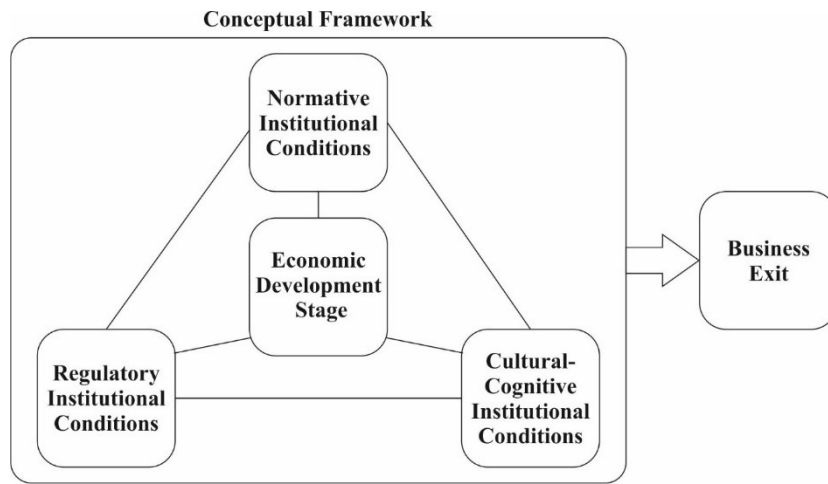 Conceptual Framework
Normative
Institutional
Conditions
Economic
Development
Stage
Business
Exit
Regulatory
Institutional
Conditions
Cultural-
Cognitive
Institutional
Conditions